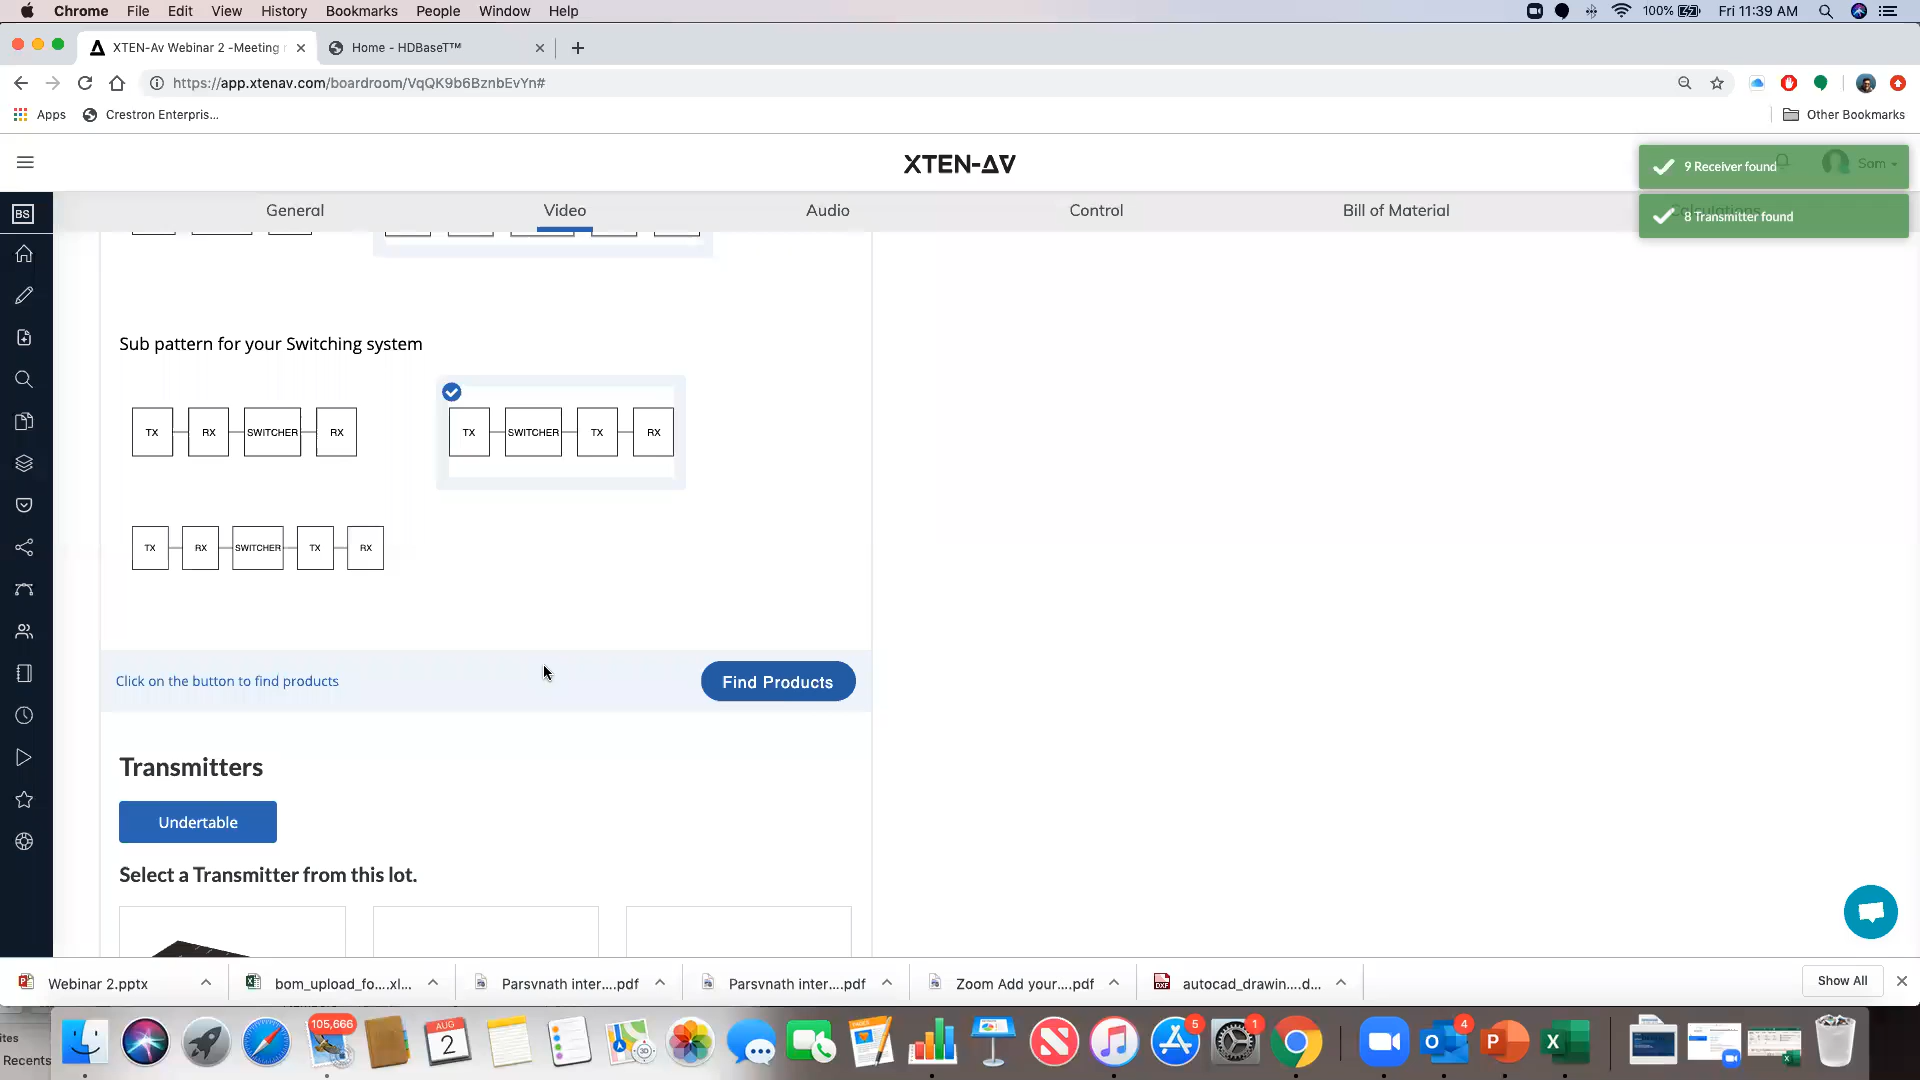 Chrome File Edit View History Bookmarks People Window Help 100% Fri 11:39 AM
XTEN-Av Webinar 2 -Meeting Home - HDBaseT™
https://app.xtenav.com/boardroom/VqQK9b6BznbEvYn#
Apps Crestron Enterpris... Other Bookmarks
XTEN-AV
9 Receiver found Sam
BS General Video Audio Control Bill of Material Calculations
8 Transmitter found
Sub pattern for your Switching system
TX RX SWITCHER RX TX SWITCHER TX RX
TX RX SWITCHER TX RX
Click on the button to find products Find Products
Transmitters
Undertable
Select a Transmitter from this lot.
Webinar 2.pptx bom_upload_fo....xl... Parsvnath inter....pdf Parsvnath inter....pdf Zoom Add your....pdf autocad_drawin....d... Show All
105,666 AUG 2 5 1 4
ites
Recents